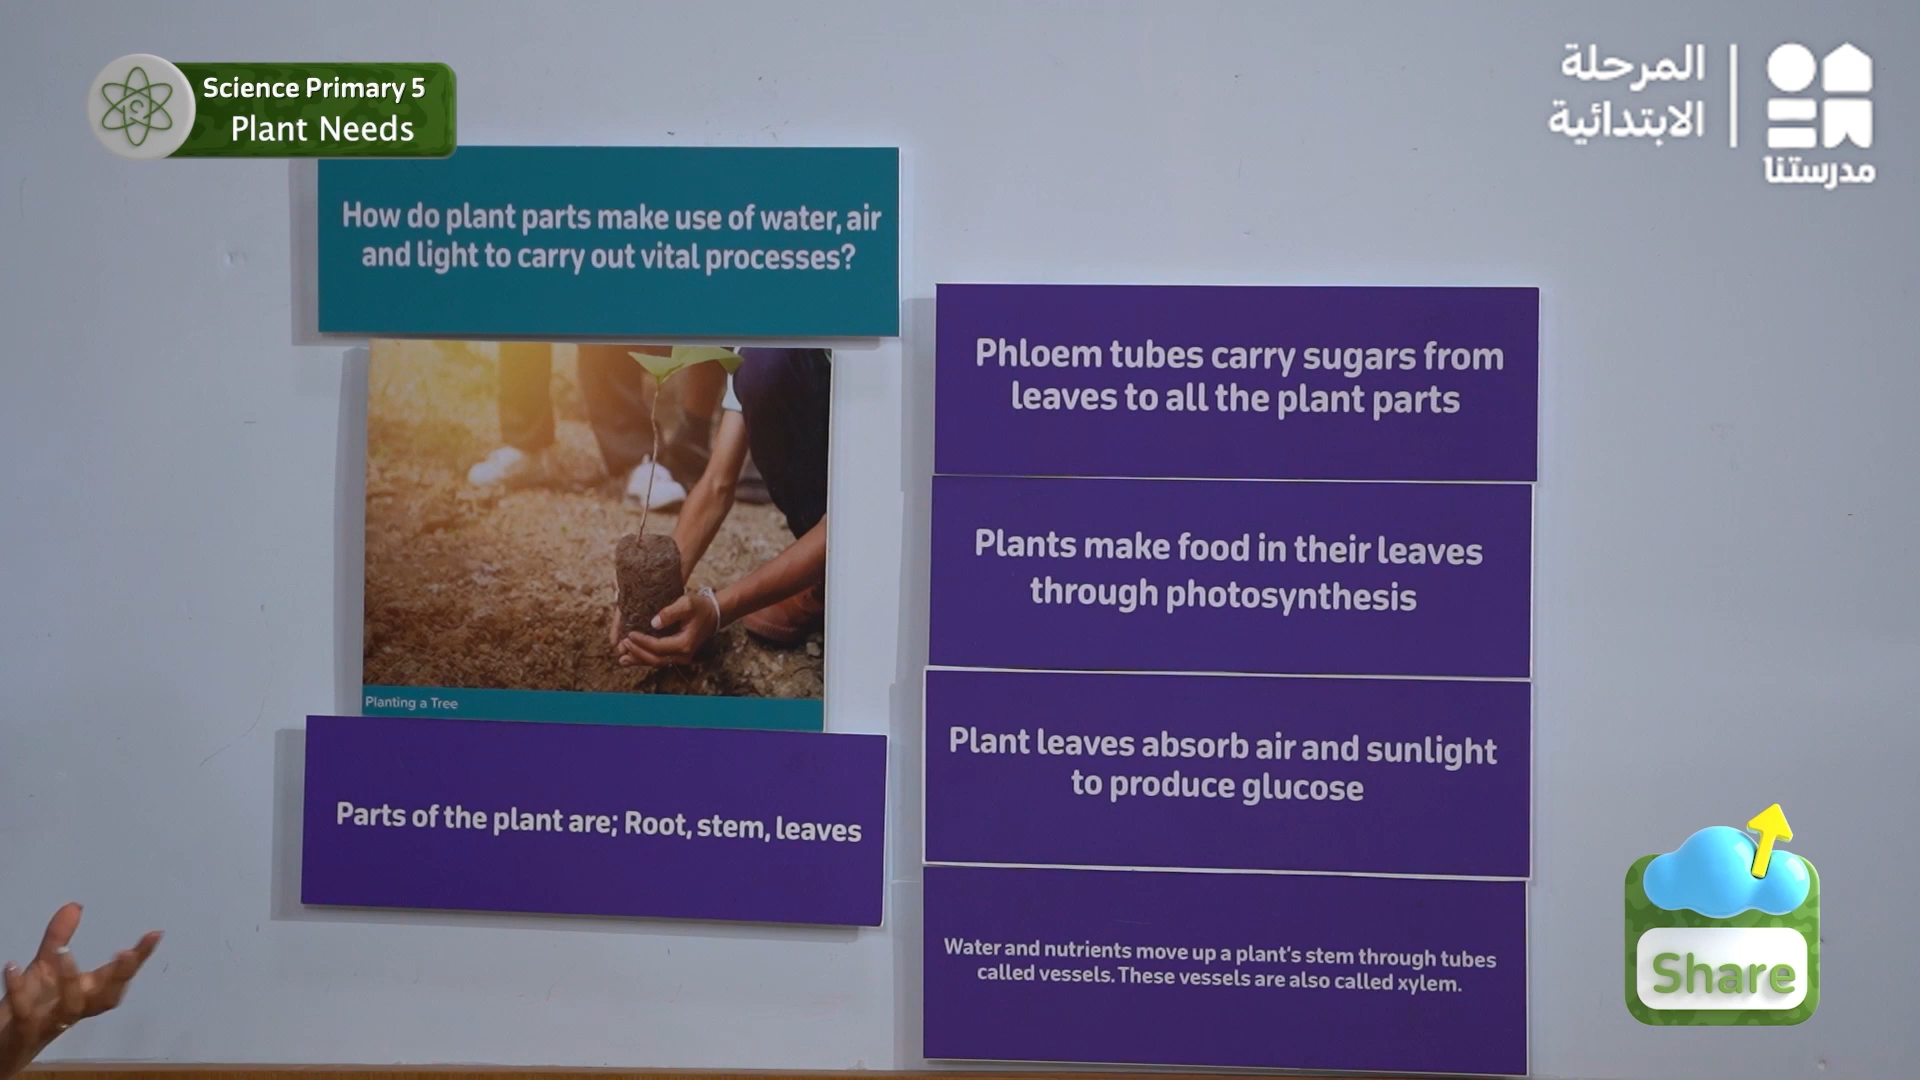 Science Primary 5
Plant Needs
المرحلة
الابتدائية
مدرستنا
How do plant parts make use of water, air
and light to carry out vital processes?
Planting a Tree
Parts of the plant are; Root, stem, leaves
Phloem tubes carry sugars from
leaves to all the plant parts
Plants make food in their leaves
through photosynthesis
Plant leaves absorb air and sunlight
to produce glucose
Water and nutrients move up a plant's stem through tubes
called vessels. These vessels are also called xylem.
Share